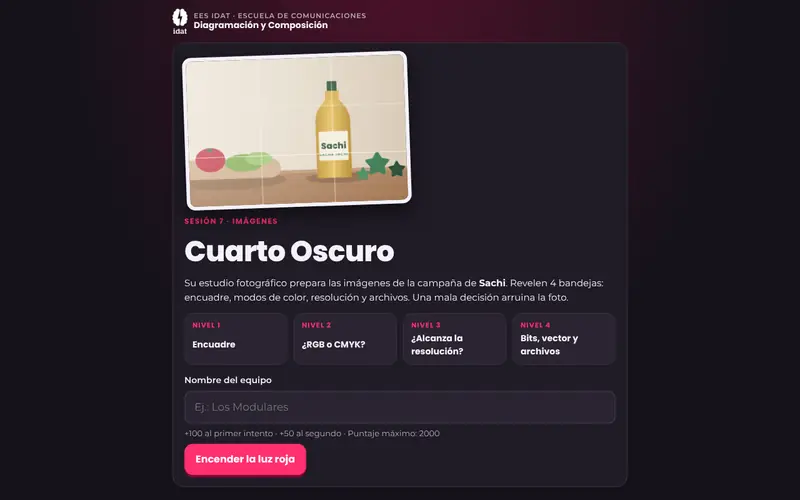 idat
EES IDAT · ESCUELA DE COMUNICACIONES
Diagramación y Composición
Sachi
SESIÓN 7 · IMÁGENES
Cuarto Oscuro
Su estudio fotográfico prepara las imágenes de la campaña de Sachi. Revelen 4 bandejas:
encuadre, modos de color, resolución y archivos. Una mala decisión arruina la foto.
NIVEL 1
Encuadre
NIVEL 2
¿RGB o CMYK?
NIVEL 3
¿Alcanza la
resolución?
NIVEL 4
Bits, vector y
archivos
Nombre del equipo
Ej.: Los Modulares
+100 al primer intento · +50 al segundo · Puntaje máximo: 2000
Encender la luz roja